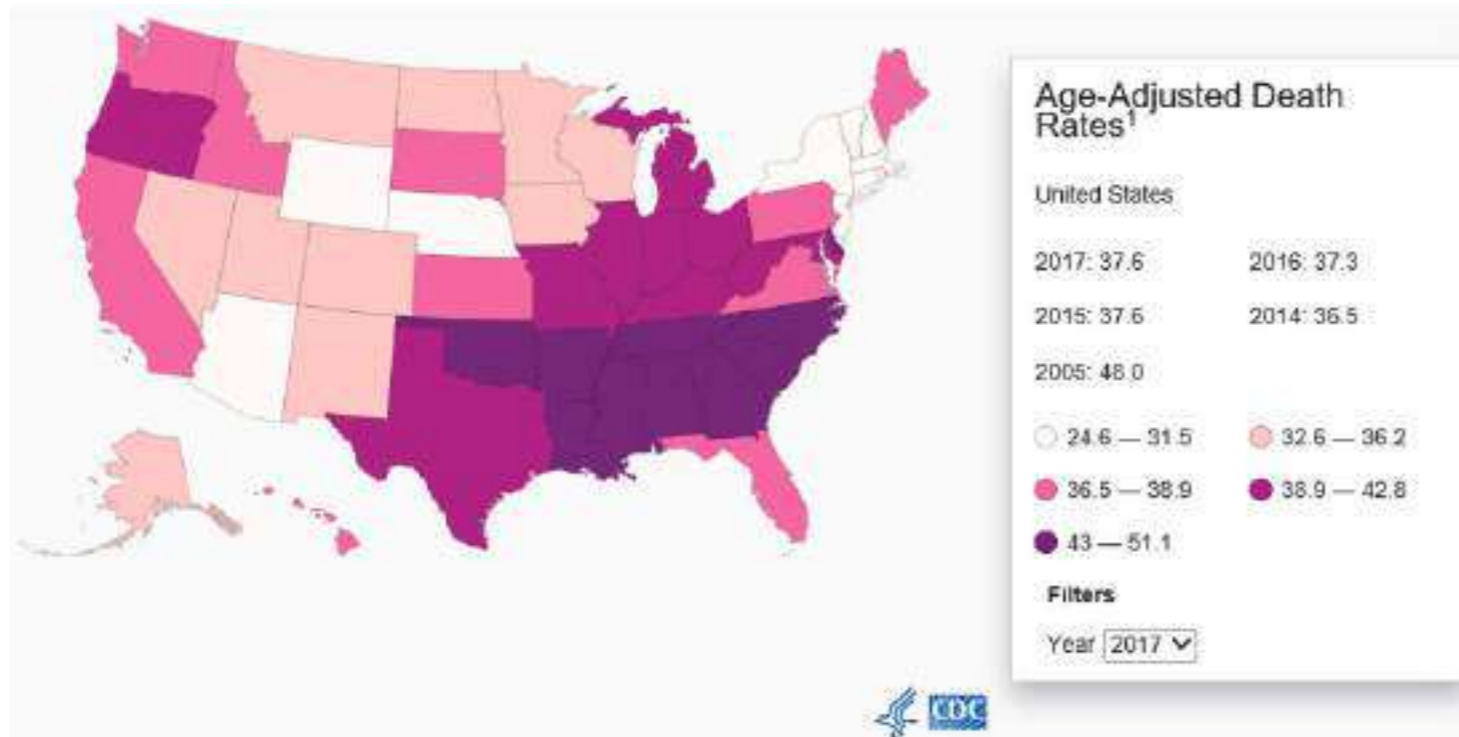 Age-Adjusted Death
Rates¹
United States
2017: 37.6 2016: 37.3
2015: 37.6 2014: 36.5
2005: 48.0
24.6 — 31.5 32.6 — 36.2
36.5 — 38.9 38.9 — 42.8
43 — 51.1
Filters
Year 2017
CDC